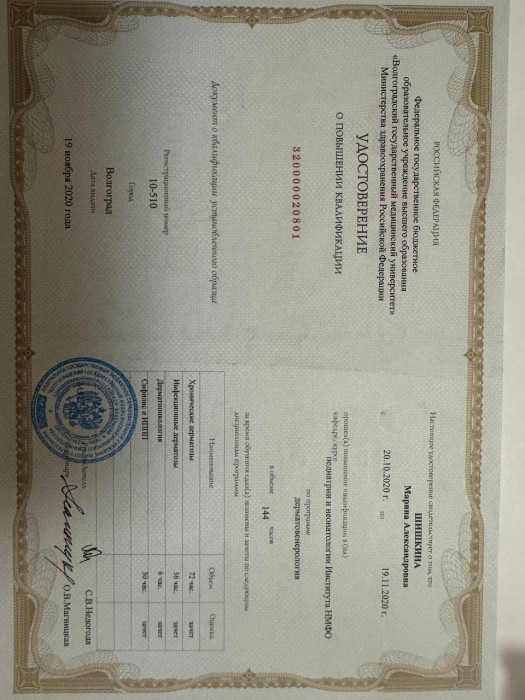 РОССИЙСКАЯ ФЕДЕРАЦИЯ
Федеральное государственное бюджетное
образовательное учреждение высшего образования
«Волгоградский государственный медицинский университет»
Министерства здравоохранения Российской Федерации
УДОСТОВЕРЕНИЕ
О ПОВЫШЕНИИ КВАЛИФИКАЦИИ
320000020801
Документ о квалификации установленного образца
Регистрационный номер
10-510
Город
Волгоград
Дата выдачи
19 ноября 2020 года
Настоящее удостоверение свидетельствует о том, что
ШИШКИНА
Марина Александровна
с 20.10.2020 г. по 19.11.2020 г.
прошел(а) повышение квалификации в (на)
кафедре/курсе
педиатрии и неонатологии Института НМФО
по программе
дерматовенерология
в объеме 144 часов
за время обучения сдал(а) экзамены и зачеты по следующим
дисциплинам программы
Наименование Объем Оценка
Хронические дерматозы 72 час. зачет
Инфекционные дерматозы 36 час. зачет
Дерматоонкология 6 час. зачет
Сифилис и ИППП 30 час. зачет
С.В.Недогода
О.В.Магницкая